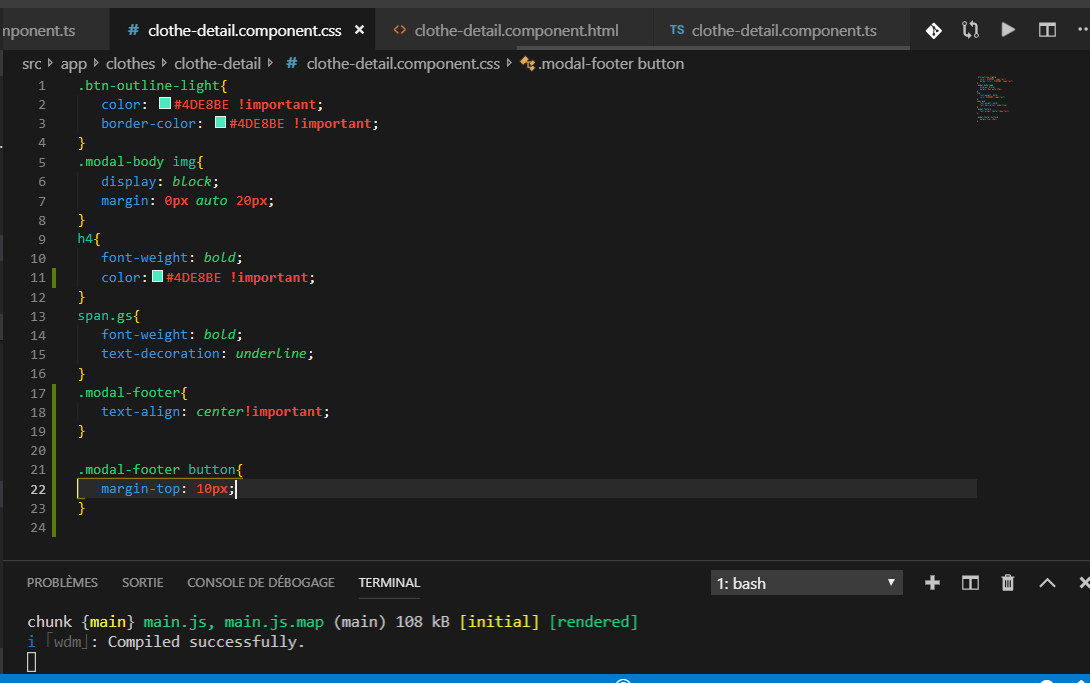 mponent.ts # clothe-detail.component.css × <> clothe-detail.component.html TS clothe-detail.component.ts
src app clothes clothe-detail # clothe-detail.component.css .modal-footer button
1 .btn-outline-light{
2 color: #4DE8BE !important;
3 border-color: #4DE8BE !important;
4 }
5 .modal-body img{
6 display: block;
7 margin: 0px auto 20px;
8 }
9 h4{
10 font-weight: bold;
11 color: #4DE8BE !important;
12 }
13 span.gs{
14 font-weight: bold;
15 text-decoration: underline;
16 }
17 .modal-footer{
18 text-align: center!important;
19 }
20
21 .modal-footer button{
22 margin-top: 10px;
23 }
24
PROBLÈMES SORTIE CONSOLE DE DÉBOGAGE TERMINAL 1: bash
chunk {main} main.js, main.js.map (main) 108 kB [initial] [rendered]
i ｢wdm｣: Compiled successfully.